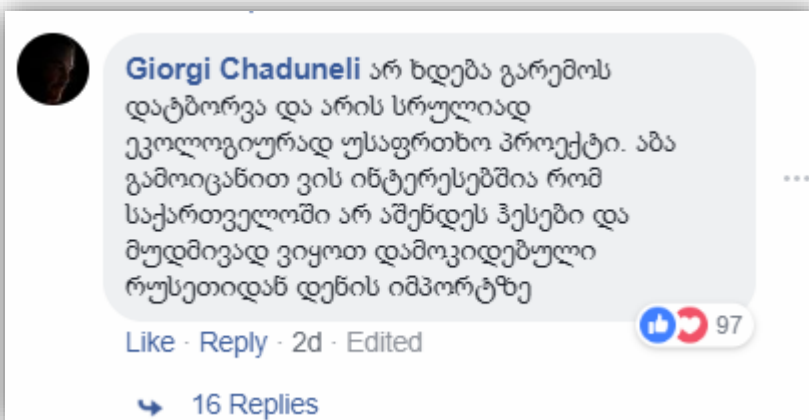 Giorgi Chaduneli არ ხდება გარემოს
დატბორვა და არის სრულიად
ეკოლოგიურად უსაფრთხო პროექტი. აბა
გამოიცანით ვის ინტერესებშია რომ
საქართველოში არ აშენდეს ჰესები და
მუდმივად ვიყოთ დამოკიდებული
რუსეთიდან დენის იმპორტზე
97
Like · Reply · 2d · Edited
16 Replies